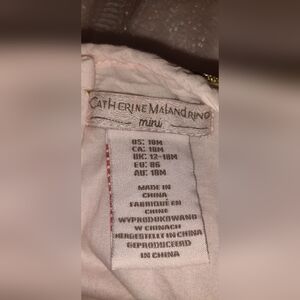 CATHERINE MALANDRINO
mini
US: 18M
CA: 18M
UK: 12-18M
EU: 86
AU: 18M
MADE IN
CHINA
FABRIQUÉ EN
CHINE
WYPRODUKOWANO
W CHINACH
HERGESTELLT IN CHINA
GEPRODUCEERD
IN CHINA